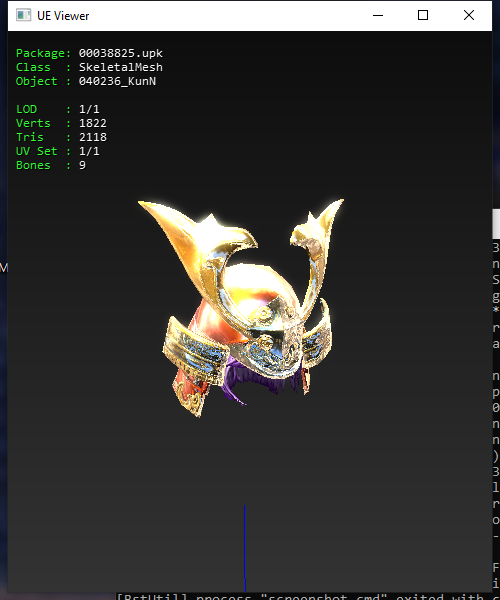 UE Viewer
Package: 00038825.upk
Class : SkeletalMesh
Object : 040236_KunN
LOD : 1/1
Verts : 1822
Tris : 2118
UV Set : 1/1
Bones : 9
[BstUtil] process "screenshot.cmd" exited with c